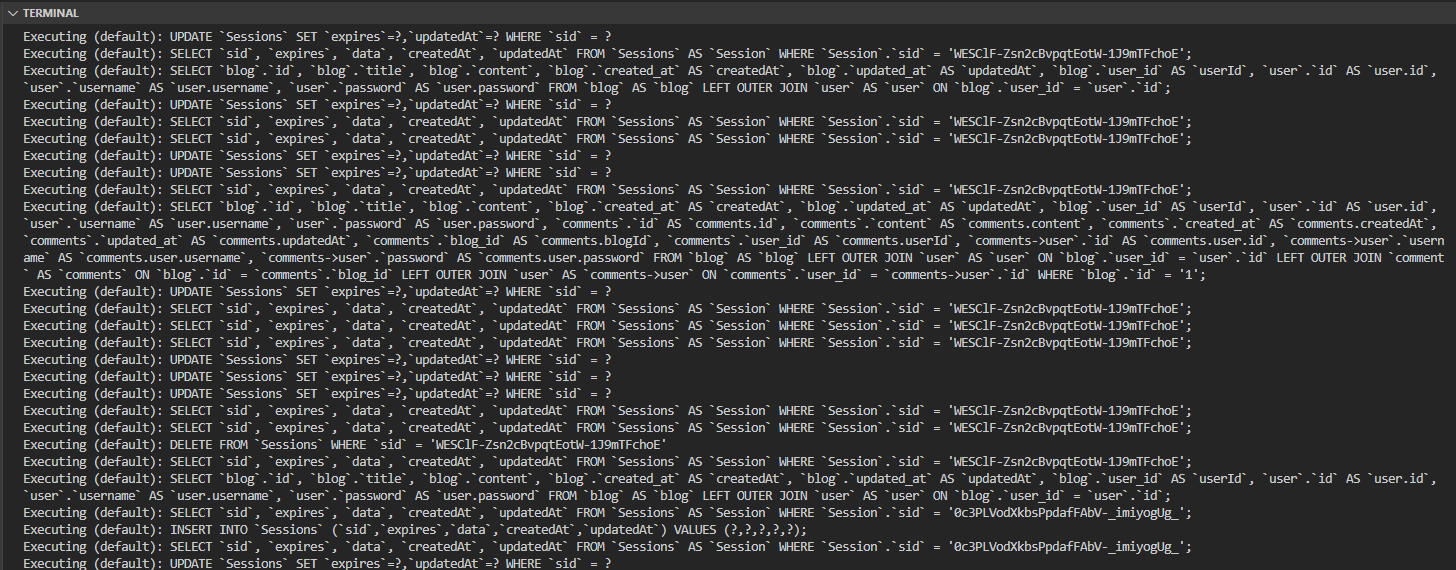 TERMINAL
Executing (default): UPDATE `Sessions` SET `expires`=?,`updatedAt`=? WHERE `sid` = ?
Executing (default): SELECT `sid`, `expires`, `data`, `createdAt`, `updatedAt` FROM `Sessions` AS `Session` WHERE `Session`.`sid` = 'WESClF-Zsn2cBvpqtEotW-1J9mTFchoE';
Executing (default): SELECT `blog`.`id`, `blog`.`title`, `blog`.`content`, `blog`.`created_at` AS `createdAt`, `blog`.`updated_at` AS `updatedAt`, `blog`.`user_id` AS `userId`, `user`.`id` AS `user.id`,
`user`.`username` AS `user.username`, `user`.`password` AS `user.password` FROM `blog` AS `blog` LEFT OUTER JOIN `user` AS `user` ON `blog`.`user_id` = `user`.`id`;
Executing (default): UPDATE `Sessions` SET `expires`=?,`updatedAt`=? WHERE `sid` = ?
Executing (default): SELECT `sid`, `expires`, `data`, `createdAt`, `updatedAt` FROM `Sessions` AS `Session` WHERE `Session`.`sid` = 'WESClF-Zsn2cBvpqtEotW-1J9mTFchoE';
Executing (default): SELECT `sid`, `expires`, `data`, `createdAt`, `updatedAt` FROM `Sessions` AS `Session` WHERE `Session`.`sid` = 'WESClF-Zsn2cBvpqtEotW-1J9mTFchoE';
Executing (default): UPDATE `Sessions` SET `expires`=?,`updatedAt`=? WHERE `sid` = ?
Executing (default): UPDATE `Sessions` SET `expires`=?,`updatedAt`=? WHERE `sid` = ?
Executing (default): SELECT `sid`, `expires`, `data`, `createdAt`, `updatedAt` FROM `Sessions` AS `Session` WHERE `Session`.`sid` = 'WESClF-Zsn2cBvpqtEotW-1J9mTFchoE';
Executing (default): SELECT `blog`.`id`, `blog`.`title`, `blog`.`content`, `blog`.`created_at` AS `createdAt`, `blog`.`updated_at` AS `updatedAt`, `blog`.`user_id` AS `userId`, `user`.`id` AS `user.id`,
`user`.`username` AS `user.username`, `user`.`password` AS `user.password`, `comments`.`id` AS `comments.id`, `comments`.`content` AS `comments.content`, `comments`.`created_at` AS `comments.createdAt`,
`comments`.`updated_at` AS `comments.updatedAt`, `comments`.`blog_id` AS `comments.blogId`, `comments`.`user_id` AS `comments.userId`, `comments->user`.`id` AS `comments.user.id`, `comments->user`.`usern
ame` AS `comments.user.username`, `comments->user`.`password` AS `comments.user.password` FROM `blog` AS `blog` LEFT OUTER JOIN `user` AS `user` ON `blog`.`user_id` = `user`.`id` LEFT OUTER JOIN `comment
` AS `comments` ON `blog`.`id` = `comments`.`blog_id` LEFT OUTER JOIN `user` AS `comments->user` ON `comments`.`user_id` = `comments->user`.`id` WHERE `blog`.`id` = '1';
Executing (default): UPDATE `Sessions` SET `expires`=?,`updatedAt`=? WHERE `sid` = ?
Executing (default): SELECT `sid`, `expires`, `data`, `createdAt`, `updatedAt` FROM `Sessions` AS `Session` WHERE `Session`.`sid` = 'WESClF-Zsn2cBvpqtEotW-1J9mTFchoE';
Executing (default): SELECT `sid`, `expires`, `data`, `createdAt`, `updatedAt` FROM `Sessions` AS `Session` WHERE `Session`.`sid` = 'WESClF-Zsn2cBvpqtEotW-1J9mTFchoE';
Executing (default): SELECT `sid`, `expires`, `data`, `createdAt`, `updatedAt` FROM `Sessions` AS `Session` WHERE `Session`.`sid` = 'WESClF-Zsn2cBvpqtEotW-1J9mTFchoE';
Executing (default): UPDATE `Sessions` SET `expires`=?,`updatedAt`=? WHERE `sid` = ?
Executing (default): UPDATE `Sessions` SET `expires`=?,`updatedAt`=? WHERE `sid` = ?
Executing (default): UPDATE `Sessions` SET `expires`=?,`updatedAt`=? WHERE `sid` = ?
Executing (default): SELECT `sid`, `expires`, `data`, `createdAt`, `updatedAt` FROM `Sessions` AS `Session` WHERE `Session`.`sid` = 'WESClF-Zsn2cBvpqtEotW-1J9mTFchoE';
Executing (default): SELECT `sid`, `expires`, `data`, `createdAt`, `updatedAt` FROM `Sessions` AS `Session` WHERE `Session`.`sid` = 'WESClF-Zsn2cBvpqtEotW-1J9mTFchoE';
Executing (default): DELETE FROM `Sessions` WHERE `sid` = 'WESClF-Zsn2cBvpqtEotW-1J9mTFchoE'
Executing (default): SELECT `sid`, `expires`, `data`, `createdAt`, `updatedAt` FROM `Sessions` AS `Session` WHERE `Session`.`sid` = 'WESClF-Zsn2cBvpqtEotW-1J9mTFchoE';
Executing (default): SELECT `blog`.`id`, `blog`.`title`, `blog`.`content`, `blog`.`created_at` AS `createdAt`, `blog`.`updated_at` AS `updatedAt`, `blog`.`user_id` AS `userId`, `user`.`id` AS `user.id`,
`user`.`username` AS `user.username`, `user`.`password` AS `user.password` FROM `blog` AS `blog` LEFT OUTER JOIN `user` AS `user` ON `blog`.`user_id` = `user`.`id`;
Executing (default): SELECT `sid`, `expires`, `data`, `createdAt`, `updatedAt` FROM `Sessions` AS `Session` WHERE `Session`.`sid` = '0c3PLVodXkbsPpdafFAbV-_imiyogUg_';
Executing (default): INSERT INTO `Sessions` (`sid`,`expires`,`data`,`createdAt`,`updatedAt`) VALUES (?,?,?,?,?);
Executing (default): SELECT `sid`, `expires`, `data`, `createdAt`, `updatedAt` FROM `Sessions` AS `Session` WHERE `Session`.`sid` = '0c3PLVodXkbsPpdafFAbV-_imiyogUg_';
Executing (default): UPDATE `Sessions` SET `expires`=?,`updatedAt`=? WHERE `sid` = ?